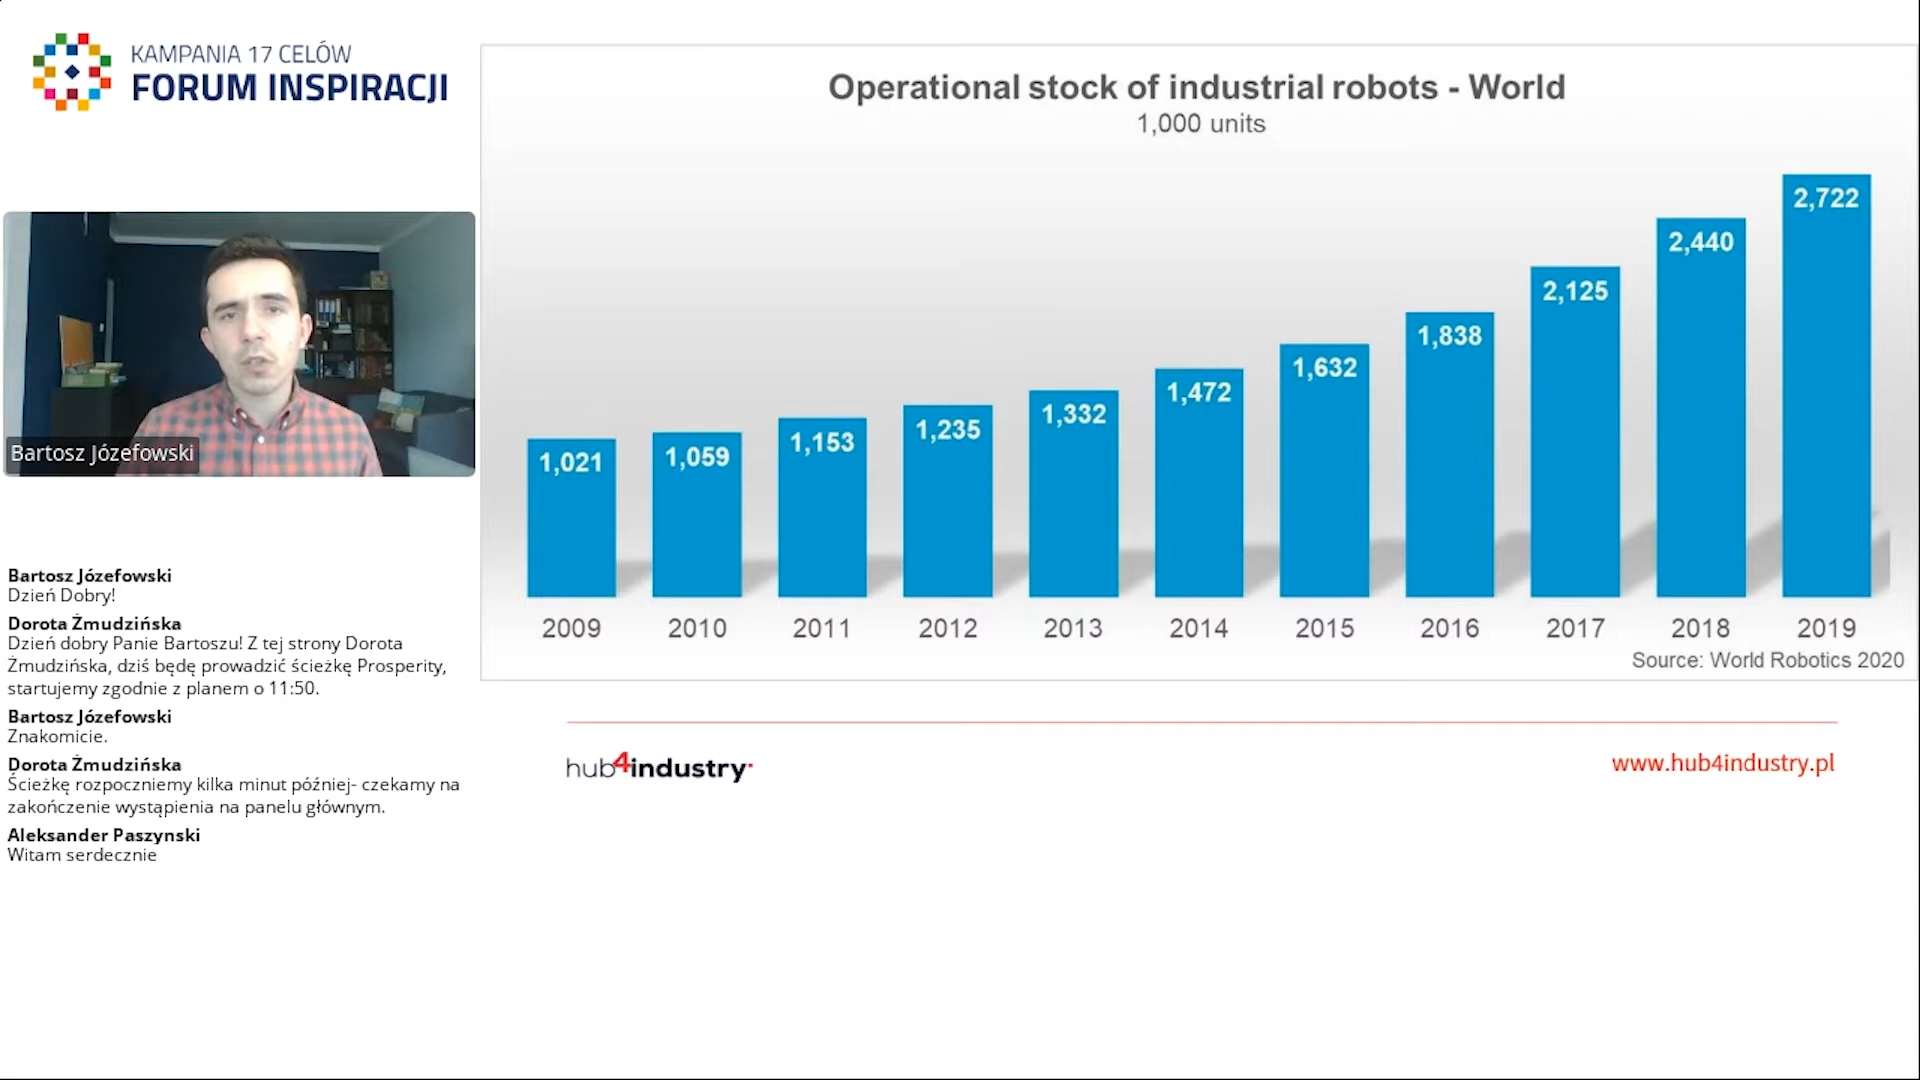 KAMPANIA 17 CELÓW
FORUM INSPIRACJI
Bartosz Józefowski
Bartosz Józefowski
Dzień Dobry!
Dorota Żmudzińska
Dzień dobry Panie Bartoszu! Z tej strony Dorota
Żmudzińska, dziś będę prowadzić ścieżkę Prosperity,
startujemy zgodnie z planem o 11:50.
Bartosz Józefowski
Znakomicie.
Dorota Żmudzińska
Ścieżkę rozpoczniemy kilka minut później- czekamy na
zakończenie wystąpienia na panelu głównym.
Aleksander Paszynski
Witam serdecznie
Operational stock of industrial robots - World
1,000 units
1,021
1,059
1,153
1,235
1,332
1,472
1,632
1,838
2,125
2,440
2,722
2009 2010 2011 2012 2013 2014 2015 2016 2017 2018 2019
Source: World Robotics 2020
hub4industry
www.hub4industry.pl